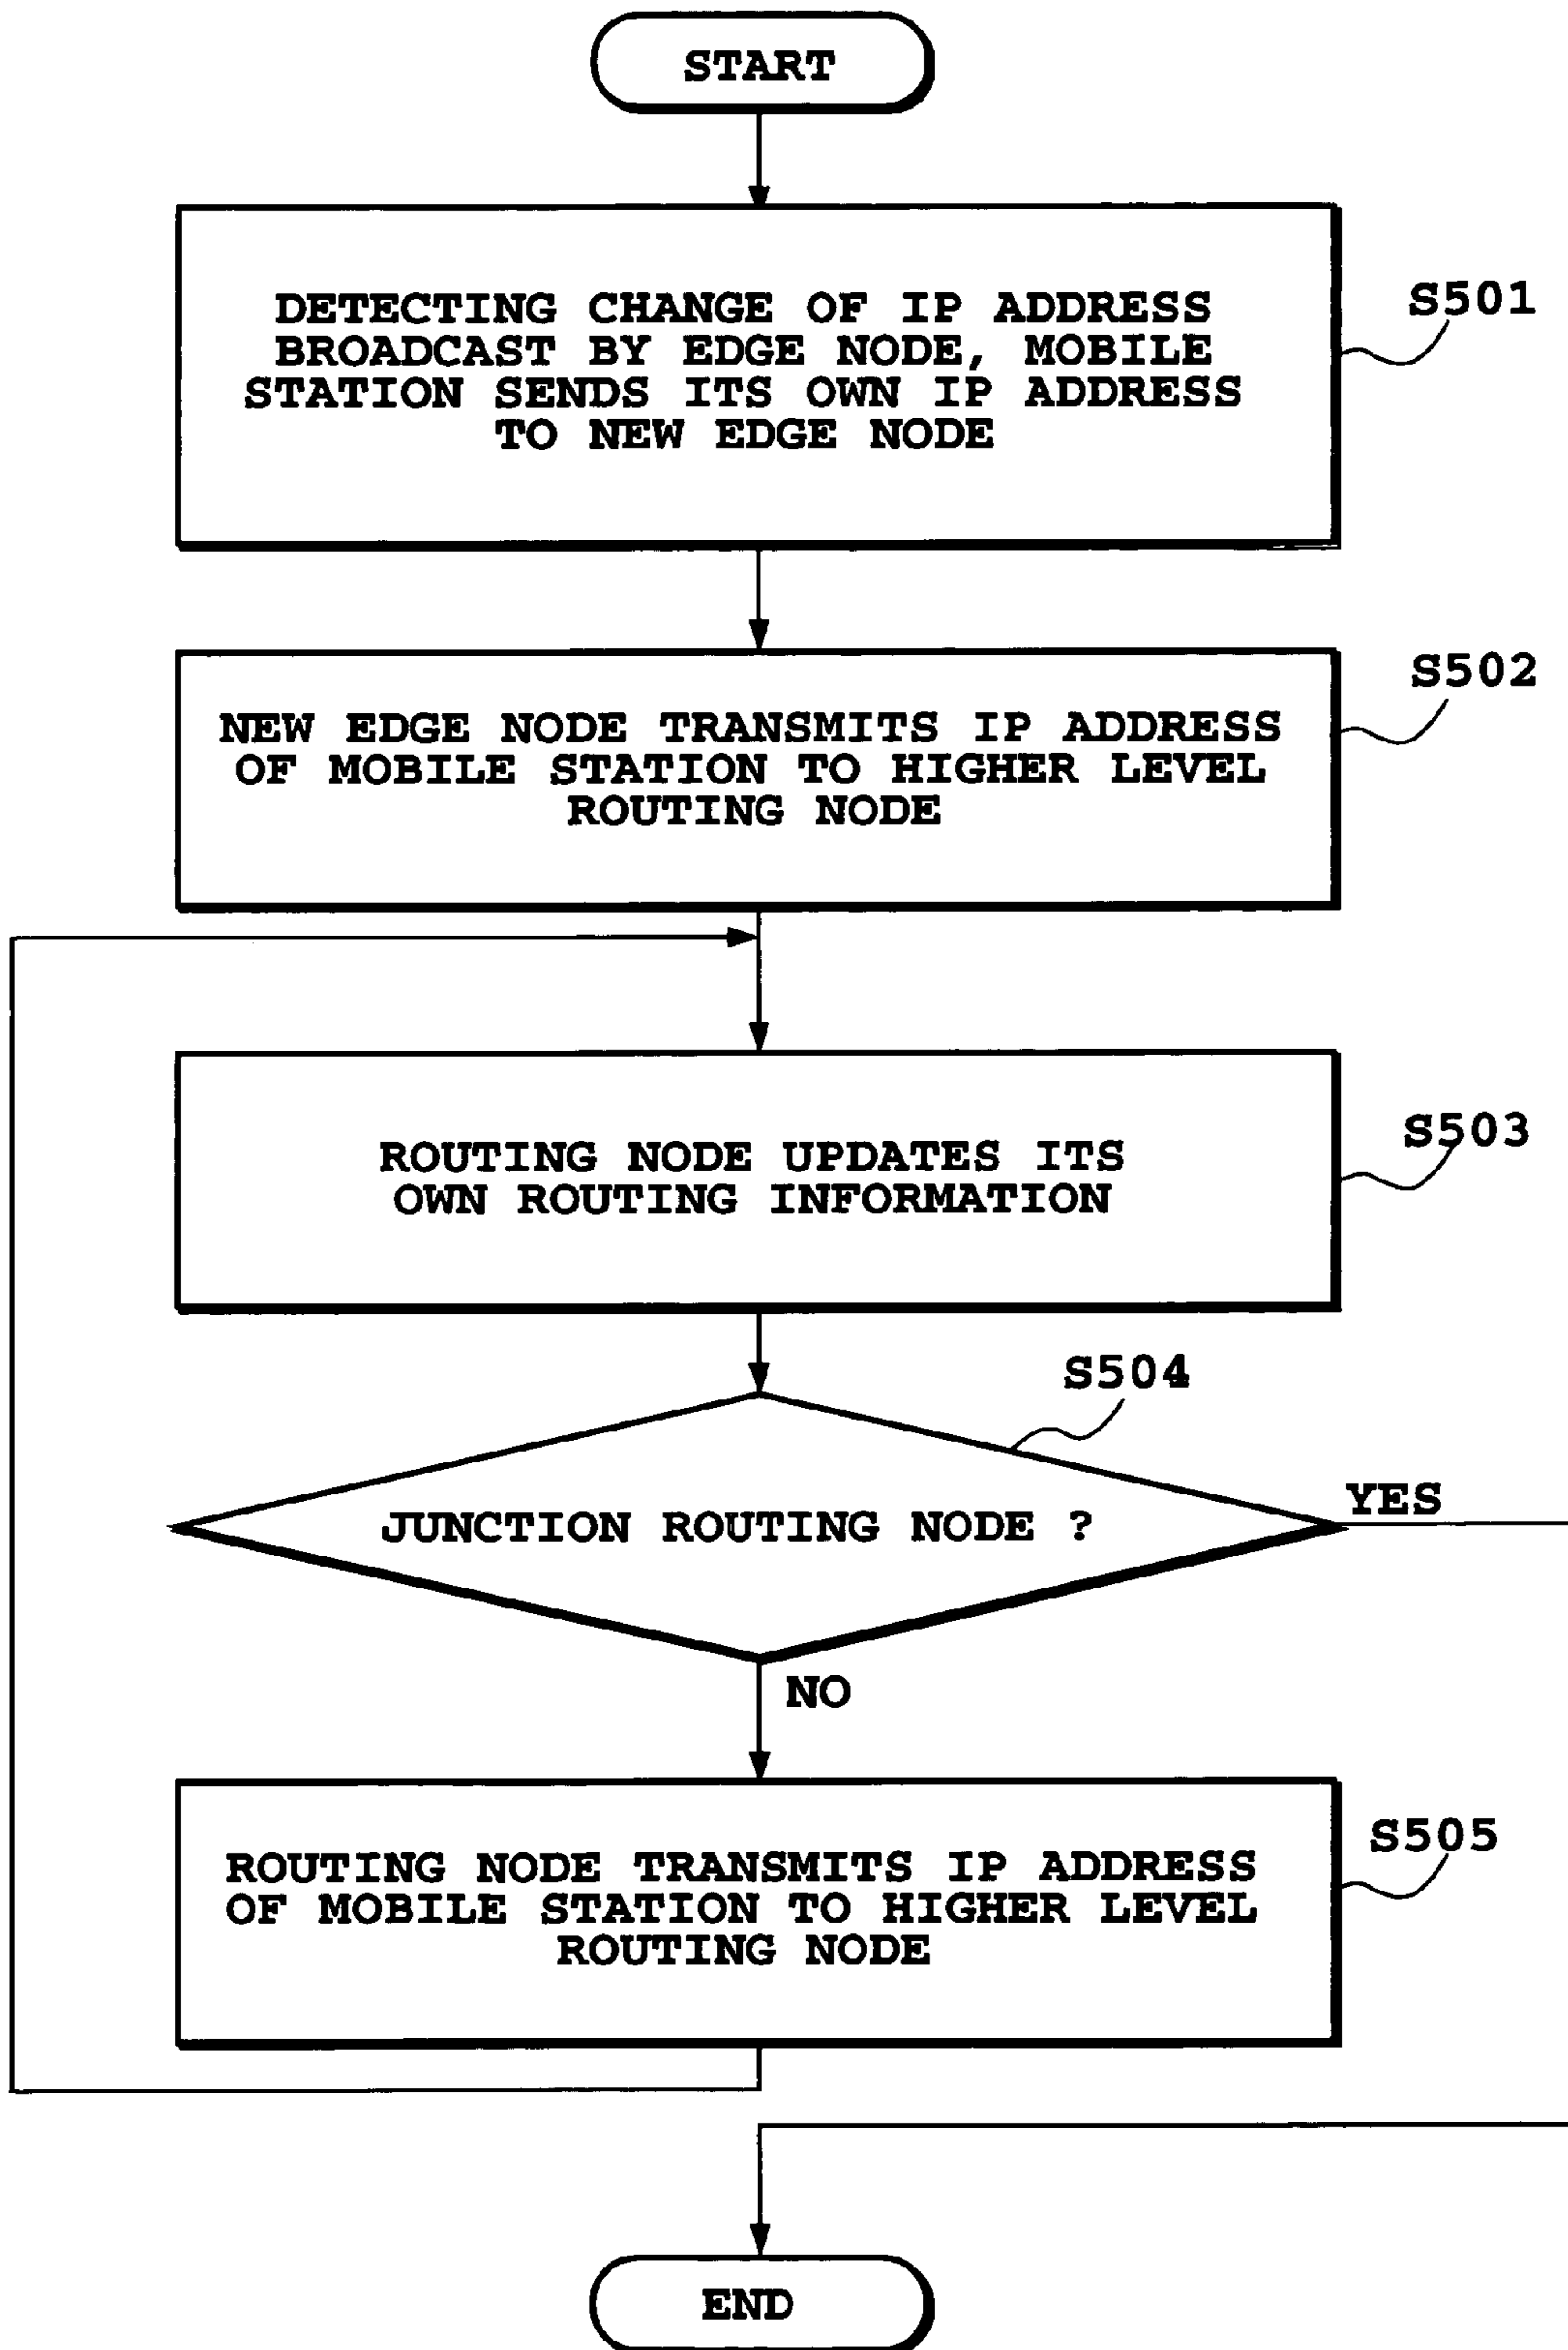 START
DETECTING CHANGE OF IP ADDRESS
BROADCAST BY EDGE NODE, MOBILE
STATION SENDS ITS OWN IP ADDRESS
TO NEW EDGE NODE
S501
NEW EDGE NODE TRANSMITS IP ADDRESS
OF MOBILE STATION TO HIGHER LEVEL
ROUTING NODE
S502
ROUTING NODE UPDATES ITS
OWN ROUTING INFORMATION
S503
S504
JUNCTION ROUTING NODE ?
YES
NO
ROUTING NODE TRANSMITS IP ADDRESS
OF MOBILE STATION TO HIGHER LEVEL
ROUTING NODE
S505
END